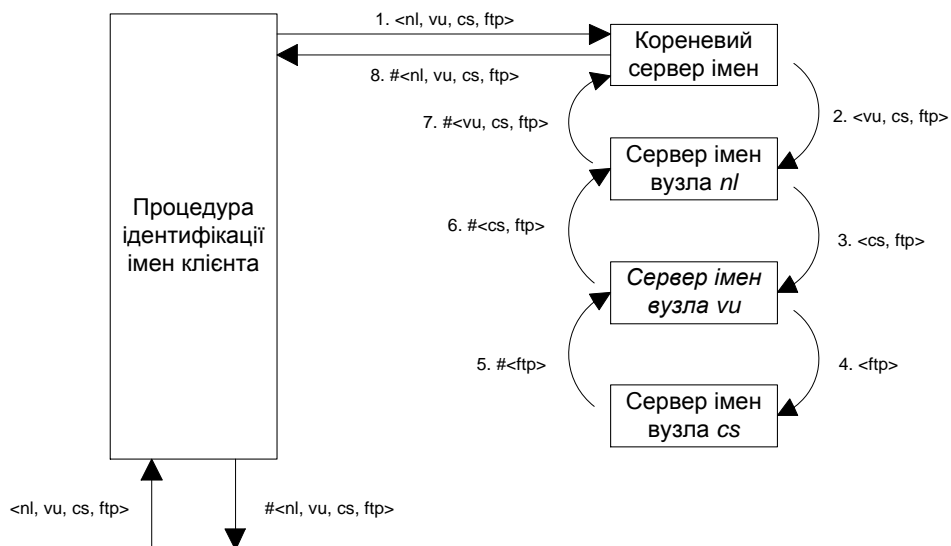 1. <nl, vu, cs, ftp>
8. #<nl, vu, cs, ftp>
Кореневий
сервер імен
7. #<vu, cs, ftp>
2. <vu, cs, ftp>
Сервер імен
вузла nl
Процедура
ідентифікації
імен клієнта
6. #<cs, ftp>
3. <cs, ftp>
Сервер імен
вузла vu
5. #<ftp>
4. <ftp>
Сервер імен
вузла cs
<nl, vu, cs, ftp>
#<nl, vu, cs, ftp>